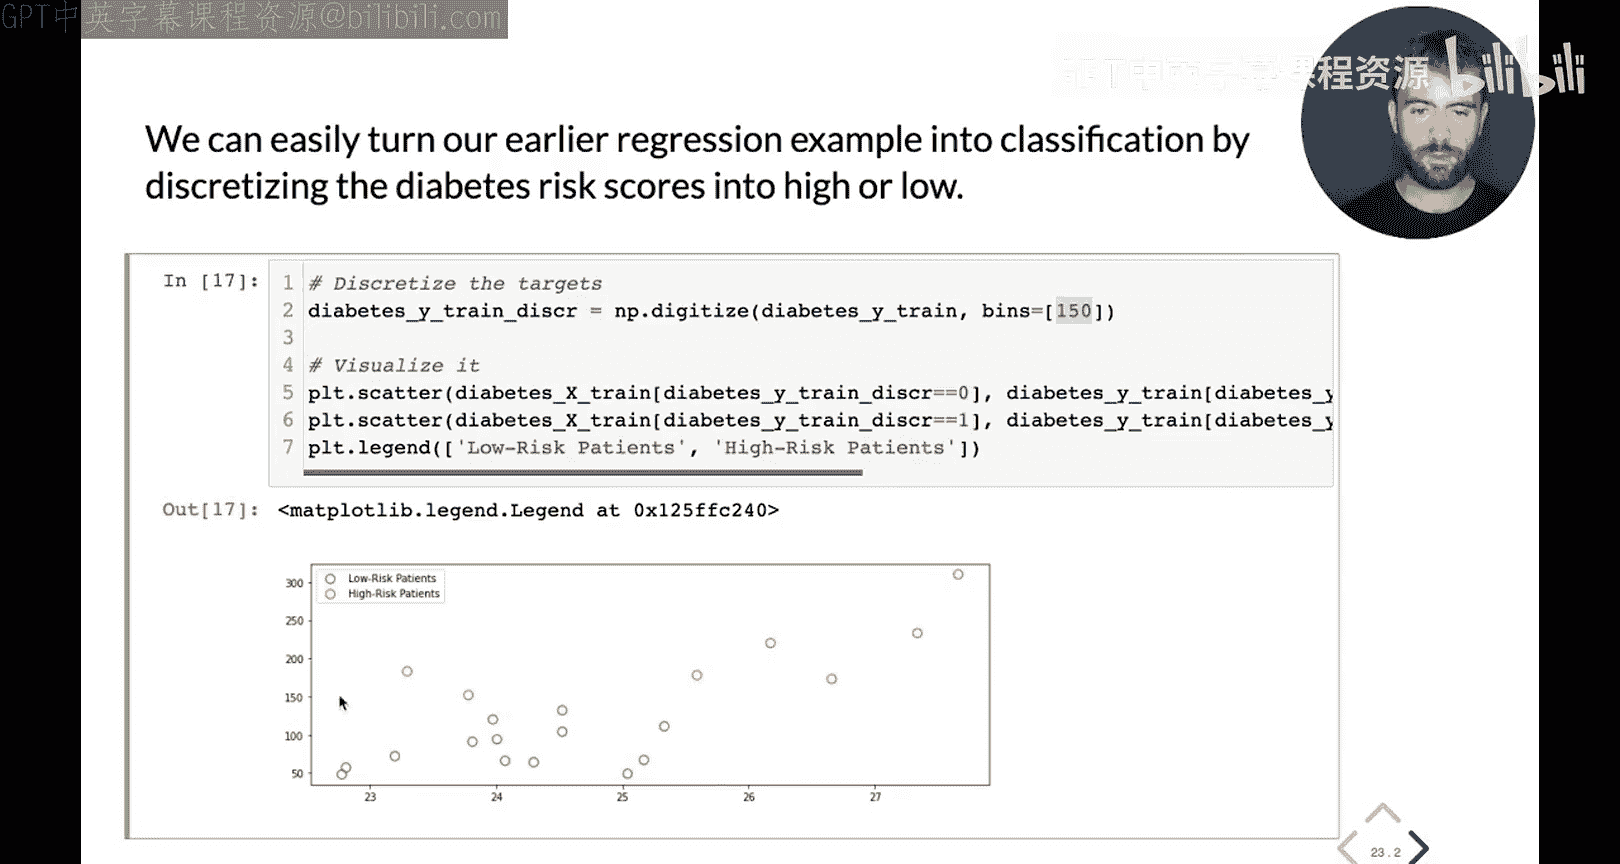 GPT中英字幕课程资源@bilibili.com
课程资源 bilibili
We can easily turn our earlier regression example into classification by
discretizing the diabetes risk scores into high or low.
In [17]:
1 # Discretize the targets
2 diabetes_y_train_discr = np.digitize(diabetes_y_train, bins=[150])
3
4 # Visualize it
5 plt.scatter(diabetes_X_train[diabetes_y_train_discr==0], diabetes_y_train[diabetes_y
6 plt.scatter(diabetes_X_train[diabetes_y_train_discr==1], diabetes_y_train[diabetes_y
7 plt.legend(['Low-Risk Patients', 'High-Risk Patients'])
Out[17]: <matplotlib.legend.Legend at 0x125ffc240>
Low-Risk Patients
High-Risk Patients
300
250
200
150
100
50
23 24 25 26 27
23.2